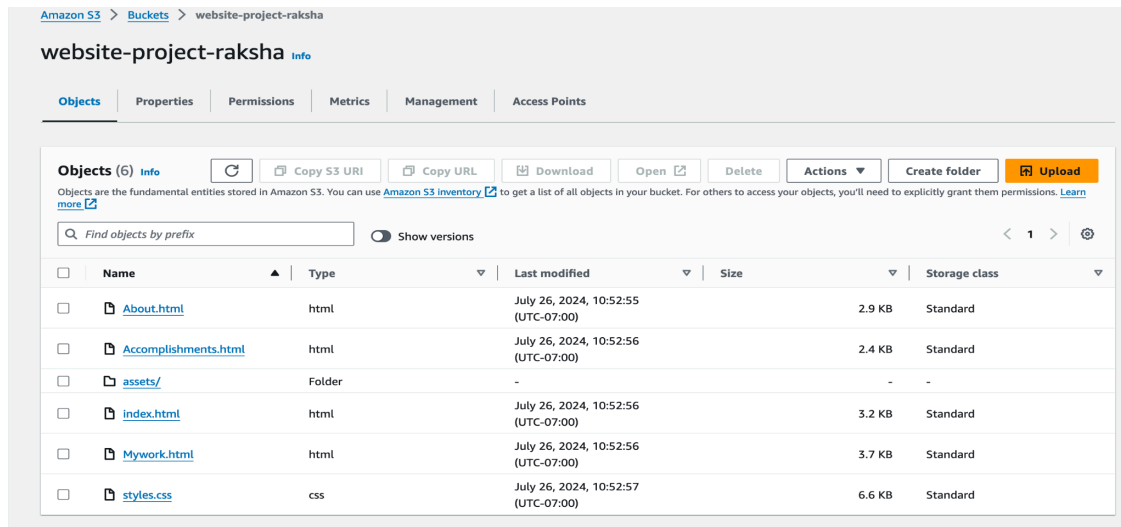 Amazon S3 > Buckets > website-project-raksha
website-project-raksha Info
Objects Properties Permissions Metrics Management Access Points
Objects (6) Info Copy S3 URI Copy URL Download Open Delete Actions ▼ Create folder Upload
Objects are the fundamental entities stored in Amazon S3. You can use Amazon S3 inventory to get a list of all objects in your bucket. For others to access your objects, you'll need to explicitly grant them permissions. Learn
more
Find objects by prefix Show versions < 1 >
Name Type Last modified Size Storage class
About.html html July 26, 2024, 10:52:55 (UTC-07:00) 2.9 KB Standard
Accomplishments.html html July 26, 2024, 10:52:56 (UTC-07:00) 2.4 KB Standard
assets/ Folder - - -
index.html html July 26, 2024, 10:52:56 (UTC-07:00) 3.2 KB Standard
Mywork.html html July 26, 2024, 10:52:56 (UTC-07:00) 3.7 KB Standard
styles.css css July 26, 2024, 10:52:57 (UTC-07:00) 6.6 KB Standard